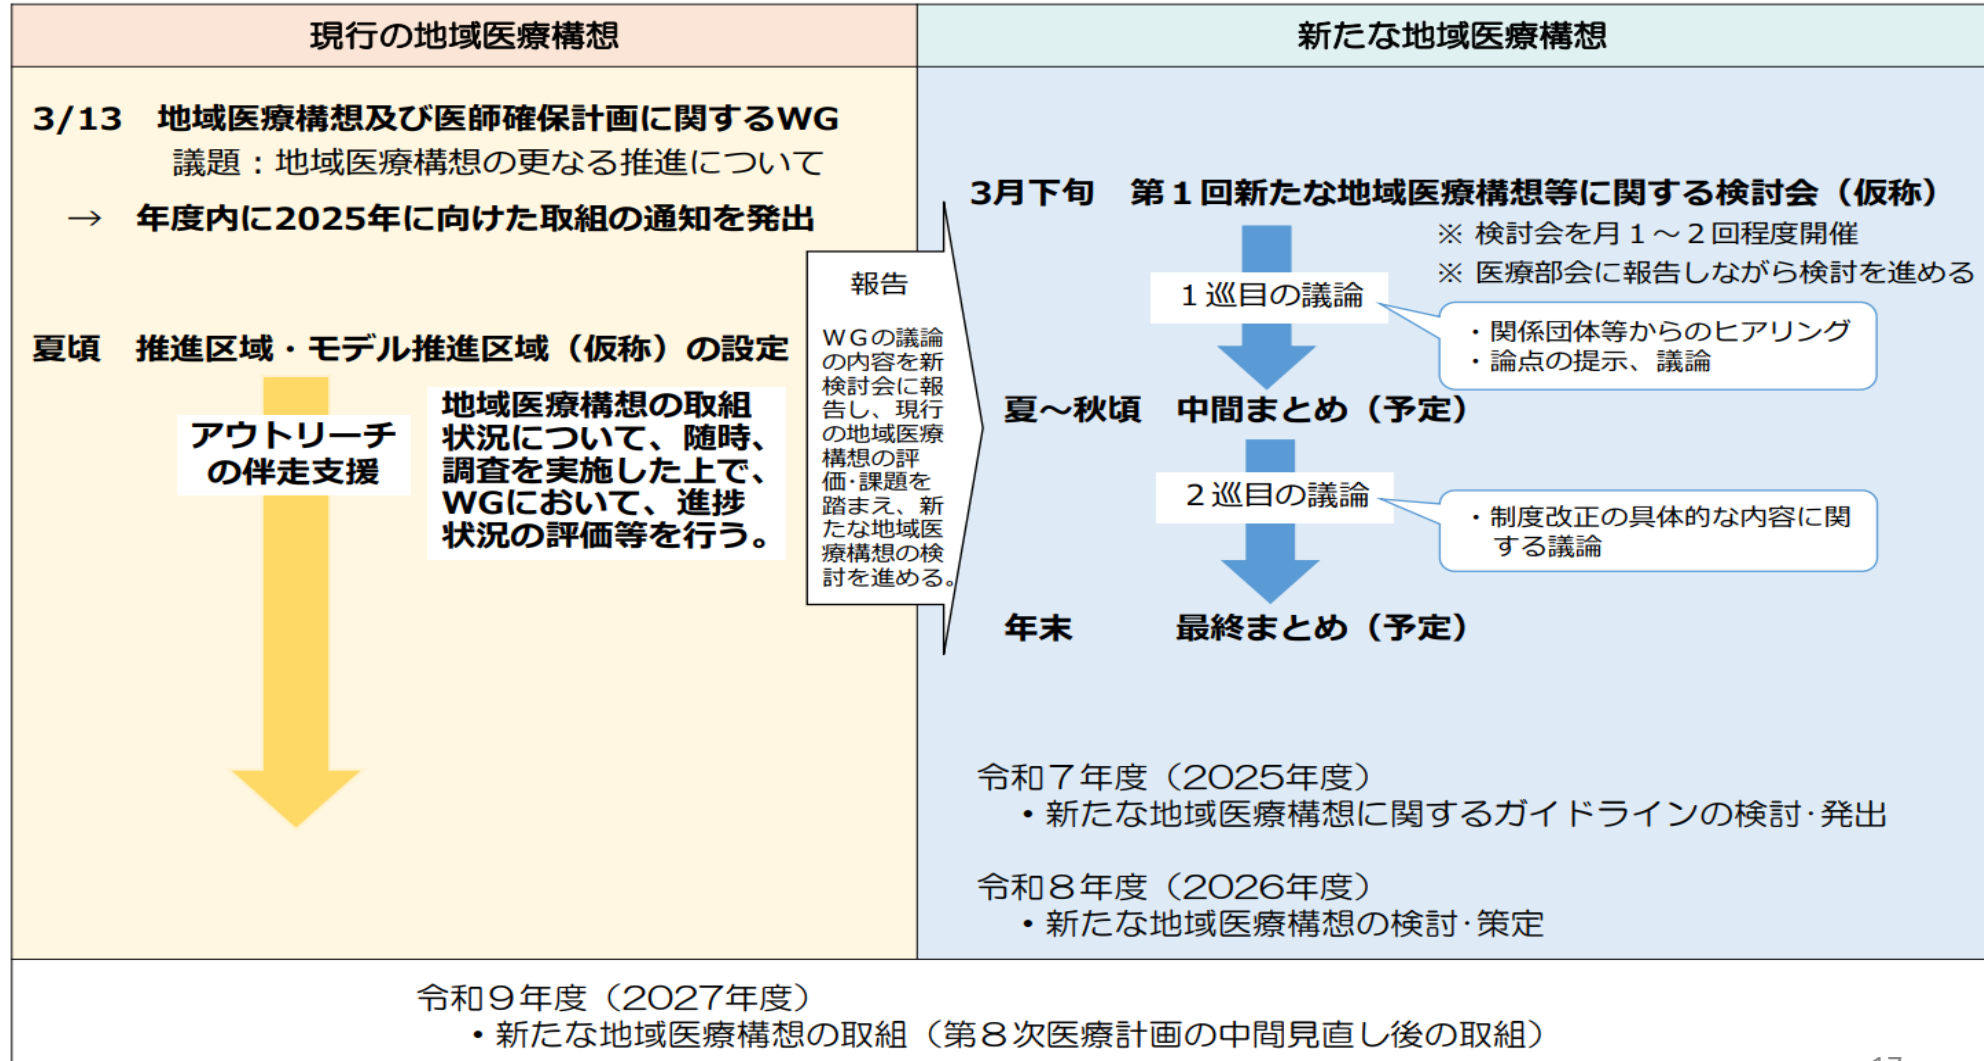 現行の地域医療構想
新たな地域医療構想
3/13　地域医療構想及び医師確保計画に関するWG
議題：地域医療構想の更なる推進について
→　年度内に2025年に向けた取組の通知を発出
夏頃　推進区域・モデル推進区域（仮称）の設定
アウトリーチ
の伴走支援
地域医療構想の取組
状況について、随時、
調査を実施した上で、
WGにおいて、進捗
状況の評価等を行う。
報告
ＷＧの議論
の内容を新
検討会に報
告し、現行
の地域医療
構想の評
価･課題を
踏まえ、新
たな地域医
療構想の検
討を進める。
3月下旬　第１回新たな地域医療構想等に関する検討会（仮称）
※ 検討会を月１～２回程度開催
※ 医療部会に報告しながら検討を進める
１巡目の議論
・関係団体等からのヒアリング
・論点の提示、議論
夏～秋頃　中間まとめ（予定）
２巡目の議論
・制度改正の具体的な内容に関
する議論
年末　　　最終まとめ（予定）
令和７年度（2025年度）
・新たな地域医療構想に関するガイドラインの検討･発出
令和８年度（2026年度）
・新たな地域医療構想の検討･策定
令和９年度（2027年度）
・新たな地域医療構想の取組（第８次医療計画の中間見直し後の取組）